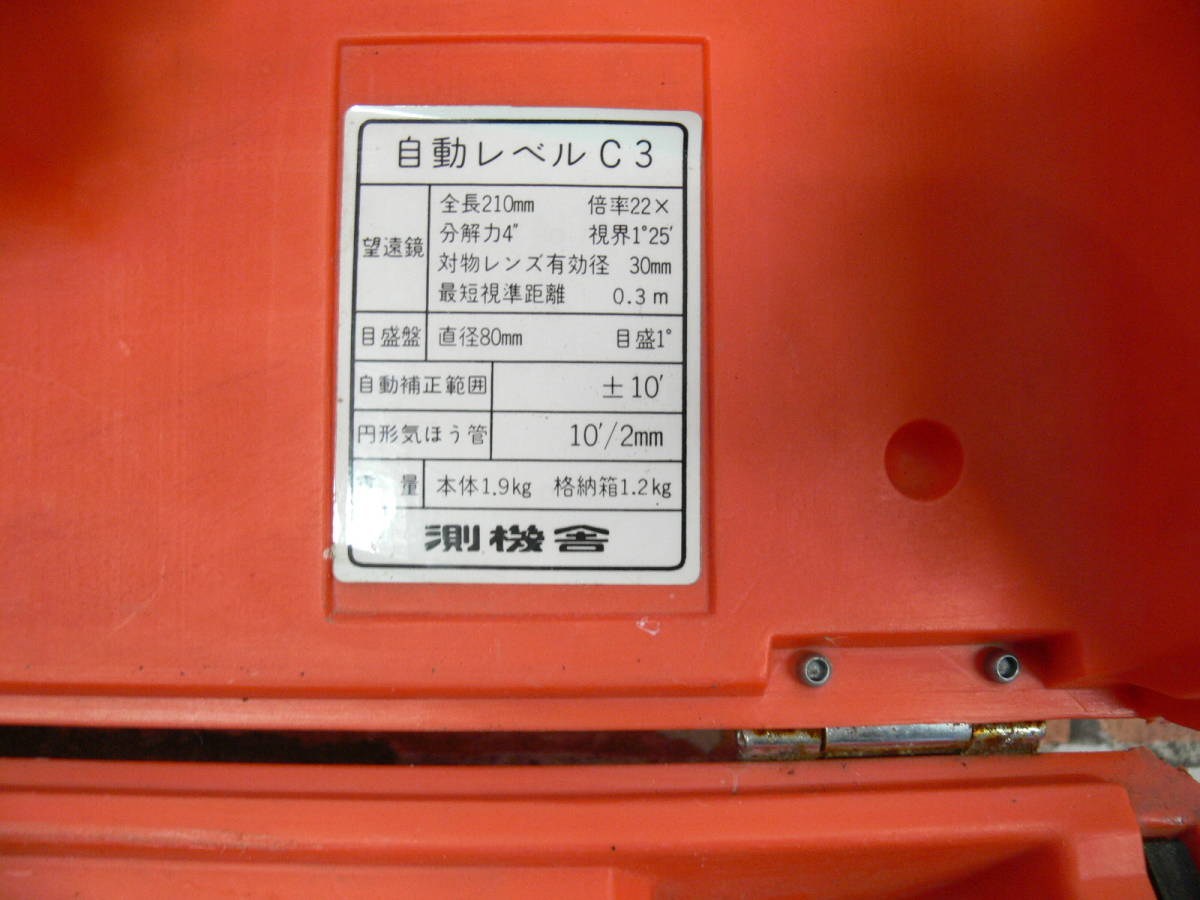 自動レベルC3
望遠鏡
全長210mm 倍率22×
分解力4″ 視界1°25′
対物レンズ有効径 30mm
最短視準距離 0.3m
目盛盤 直径80mm 目盛1°
自動補正範囲 ±10′
円形気ほう管 10′/2mm
重量 本体1.9kg 格納箱1.2kg
測機舎